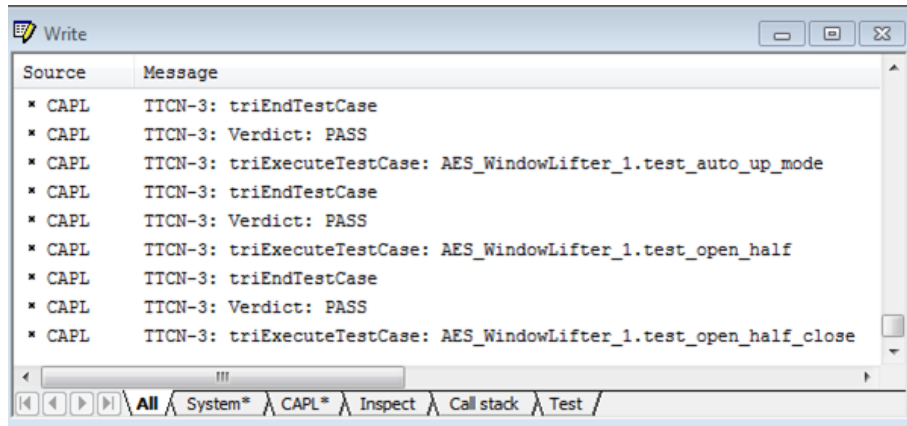 Write
Source Message
* CAPL TTCN-3: triEndTestCase
* CAPL TTCN-3: Verdict: PASS
* CAPL TTCN-3: triExecuteTestCase: AES_WindowLifter_1.test_auto_up_mode
* CAPL TTCN-3: triEndTestCase
* CAPL TTCN-3: Verdict: PASS
* CAPL TTCN-3: triExecuteTestCase: AES_WindowLifter_1.test_open_half
* CAPL TTCN-3: triEndTestCase
* CAPL TTCN-3: Verdict: PASS
* CAPL TTCN-3: triExecuteTestCase: AES_WindowLifter_1.test_open_half_close
All System* CAPL* Inspect Call stack Test